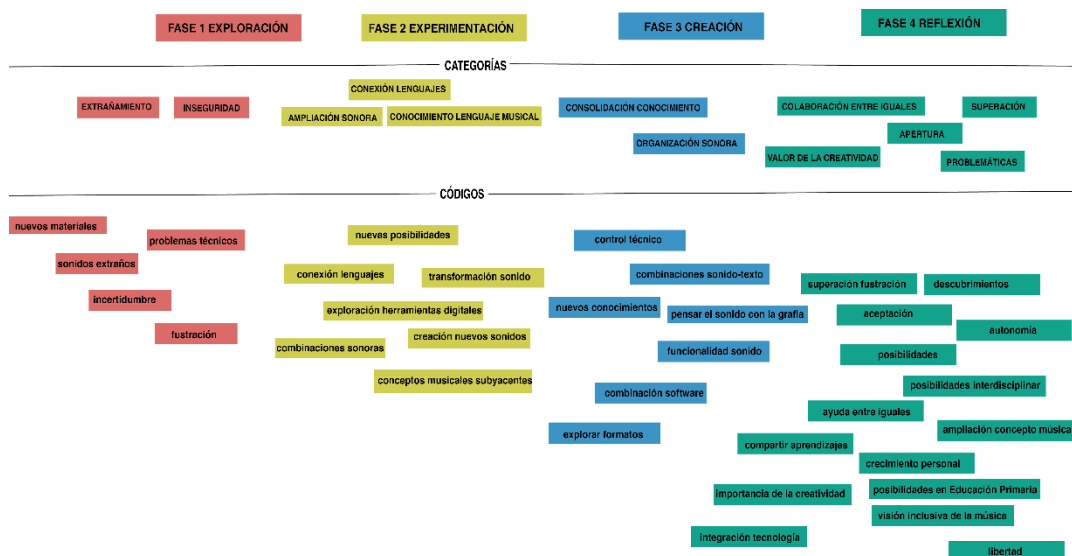 FASE 1 EXPLORACIÓN
FASE 2 EXPERIMENTACIÓN
FASE 3 CREACIÓN
FASE 4 REFLEXIÓN
CATEGORÍAS
EXTRAÑAMIENTO
INSEGURIDAD
CONEXIÓN LENGUAJES
AMPLIACIÓN SONORA
CONOCIMIENTO LENGUAJE MUSICAL
CONSOLIDACIÓN CONOCIMIENTO
ORGANIZACIÓN SONORA
COLABORACIÓN ENTRE IGUALES
SUPERACIÓN
APERTURA
VALOR DE LA CREATIVIDAD
PROBLEMÁTICAS
CÓDIGOS
nuevos materiales
problemas técnicos
sonidos extraños
incertidumbre
fustración
nuevas posibilidades
conexión lenguajes
transformación sonido
exploración herramientas digitales
creación nuevos sonidos
combinaciones sonoras
conceptos musicales subyacentes
control técnico
combinaciones sonido-texto
nuevos conocimientos
pensar el sonido con la grafía
funcionalidad sonido
combinación software
explorar formatos
superación fustración
descubrimientos
aceptación
autonomía
posibilidades
posibilidades interdisciplinar
ayuda entre iguales
ampliación concepto música
compartir aprendizajes
crecimiento personal
importancia de la creatividad
posibilidades en Educación Primaria
visión inclusiva de la música
integración tecnología
libertad